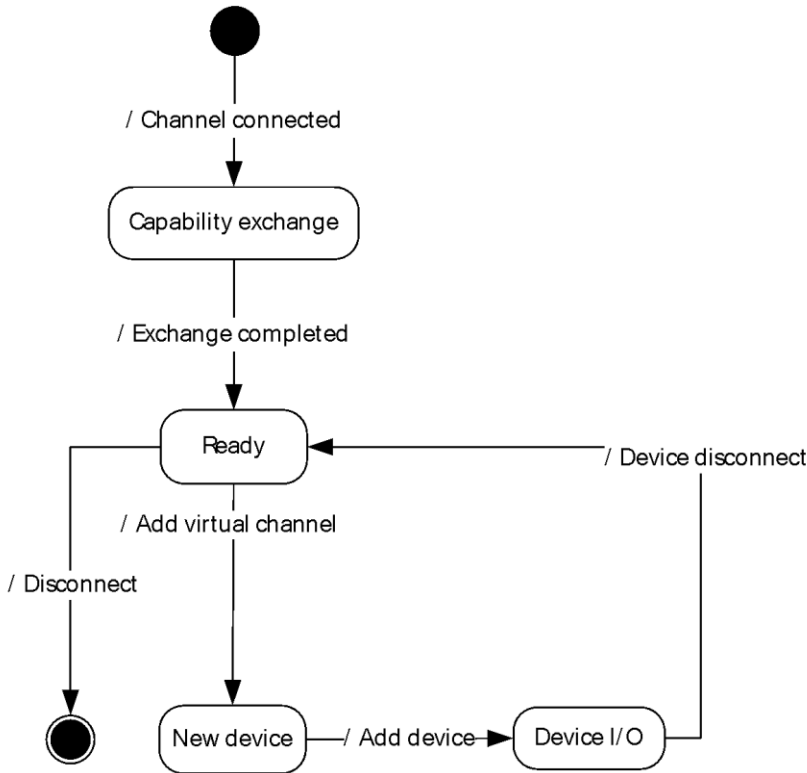 / Channel connected
Capability exchange
/ Exchange completed
Ready
/ Device disconnect
/ Add virtual channel
/ Disconnect
New device
/ Add device
Device I/O